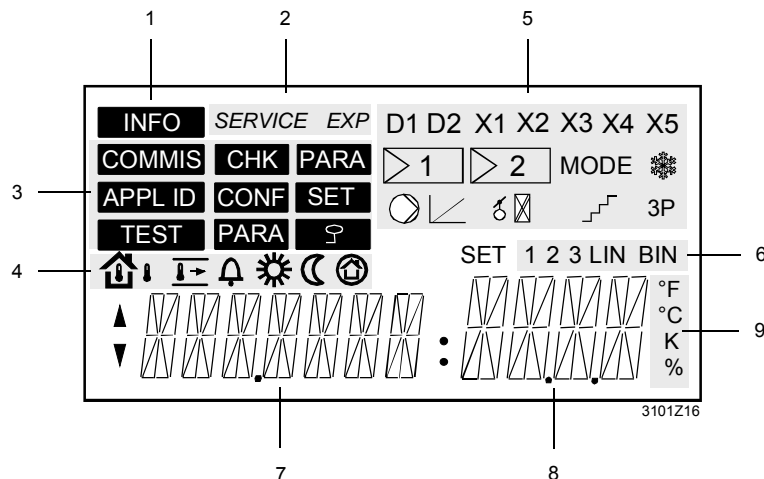 1 2 5
INFO SERVICE EXP D1 D2 X1 X2 X3 X4 X5
COMMIS CHK PARA 1 2 MODE
3
APPL ID CONF SET 3P
TEST PARA
SET 1 2 3 LIN BIN 6
4
°F
°C
K 9
%
:
3101Z16
7 8